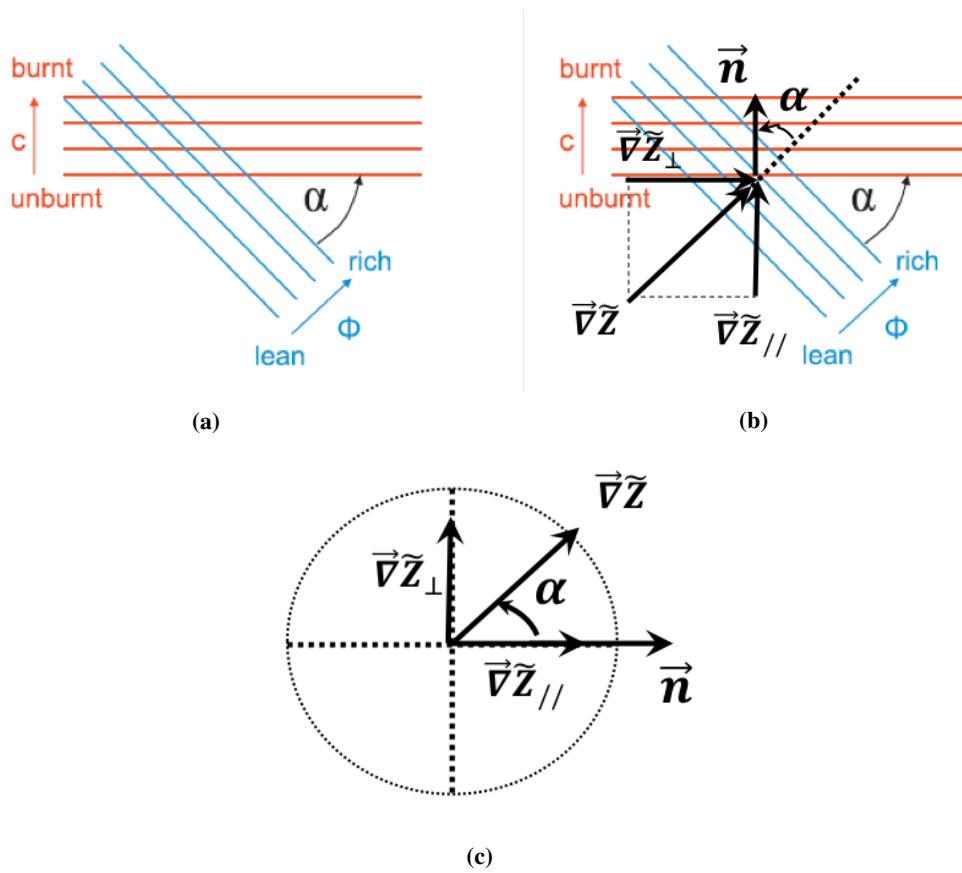 burnt
c
unburnt
α
rich
Φ
lean
(a)
burnt
c
unburnt
n⃗
α
∇⃗Z̃⊥
α
rich
Φ
lean
∇⃗Z̃
∇⃗Z̃//
(b)
∇⃗Z̃
∇⃗Z̃⊥
α
∇⃗Z̃//
n⃗
(c)